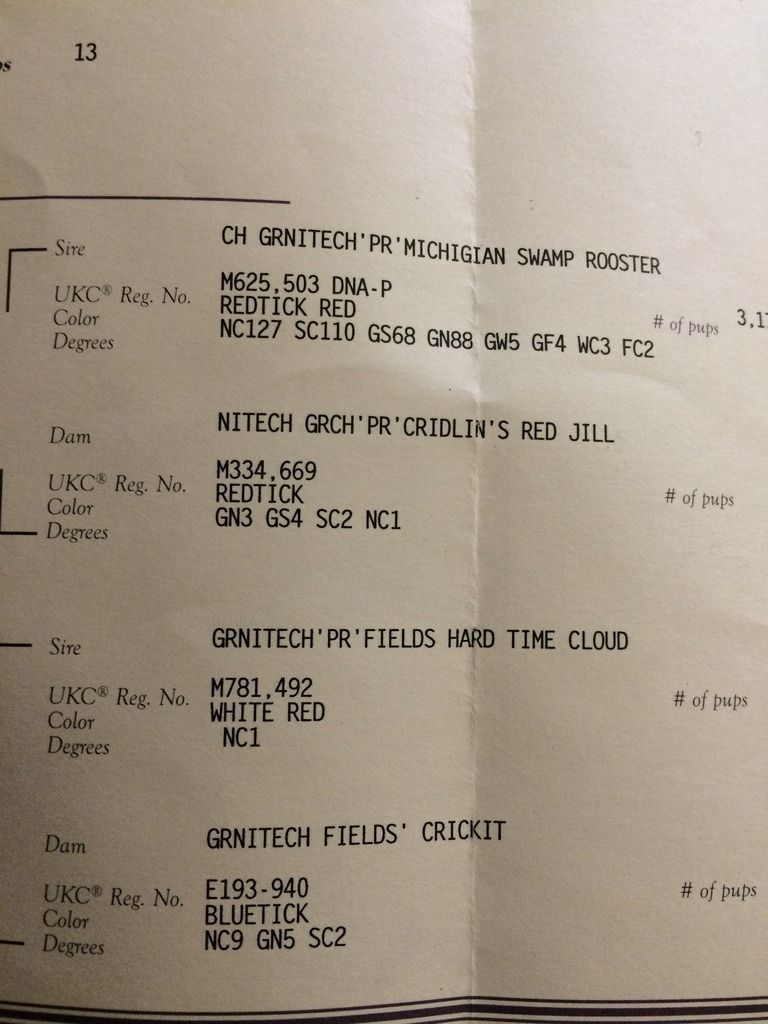 13
Sire CH GRNITECH'PR'MICHIGIAN SWAMP ROOSTER
UKC® Reg. No. M625,503 DNA-P
Color REDTICK RED
Degrees NC127 SC110 GS68 GN88 GW5 GF4 WC3 FC2 # of pups
Dam NITECH GRCH'PR'CRIDLIN'S RED JILL
UKC® Reg. No. M334,669
Color REDTICK # of pups
Degrees GN3 GS4 SC2 NC1
Sire GRNITECH'PR'FIELDS HARD TIME CLOUD
UKC® Reg. No. M781,492 # of pups
Color WHITE RED
Degrees NC1
Dam GRNITECH FIELDS' CRICKIT
UKC® Reg. No. E193-940 # of pups
Color BLUETICK
Degrees NC9 GN5 SC2